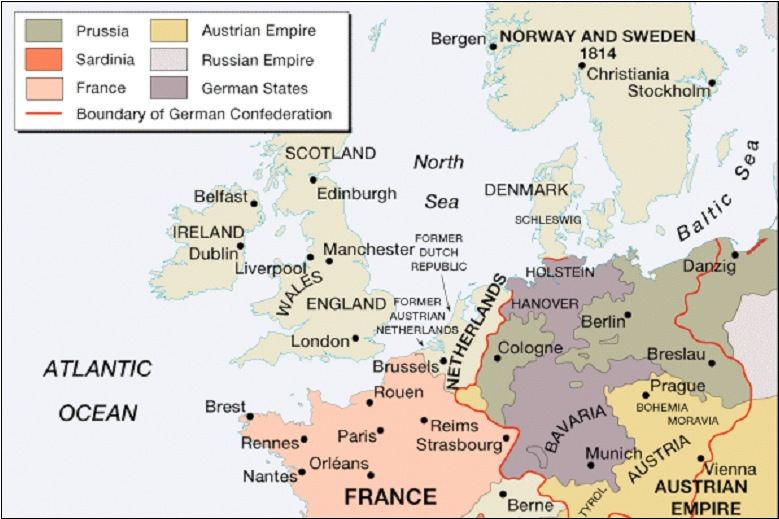 Prussia
Austrian Empire
Sardinia
Russian Empire
France
German States
Boundary of German Confederation
Bergen
NORWAY AND SWEDEN
1814
Christiania
Stockholm
SCOTLAND
Edinburgh
North
Sea
DENMARK
SCHLESWIG
Baltic Sea
Belfast
IRELAND
Dublin
Manchester
Liverpool
WALES
ENGLAND
London
FORMER
DUTCH
REPUBLIC
FORMER
AUSTRIAN
NETHERLANDS
NETHERLANDS
HOLSTEIN
HANOVER
Danzig
Berlin
Cologne
Breslau
Brussels
ATLANTIC
OCEAN
Rouen
Brest
Reims
Paris
Strasbourg
Rennes
Orléans
Nantes
FRANCE
Prague
BOHEMIA
MORAVIA
BAVARIA
Munich
AUSTRIA
Vienna
AUSTRIAN
EMPIRE
TYROL
Berne